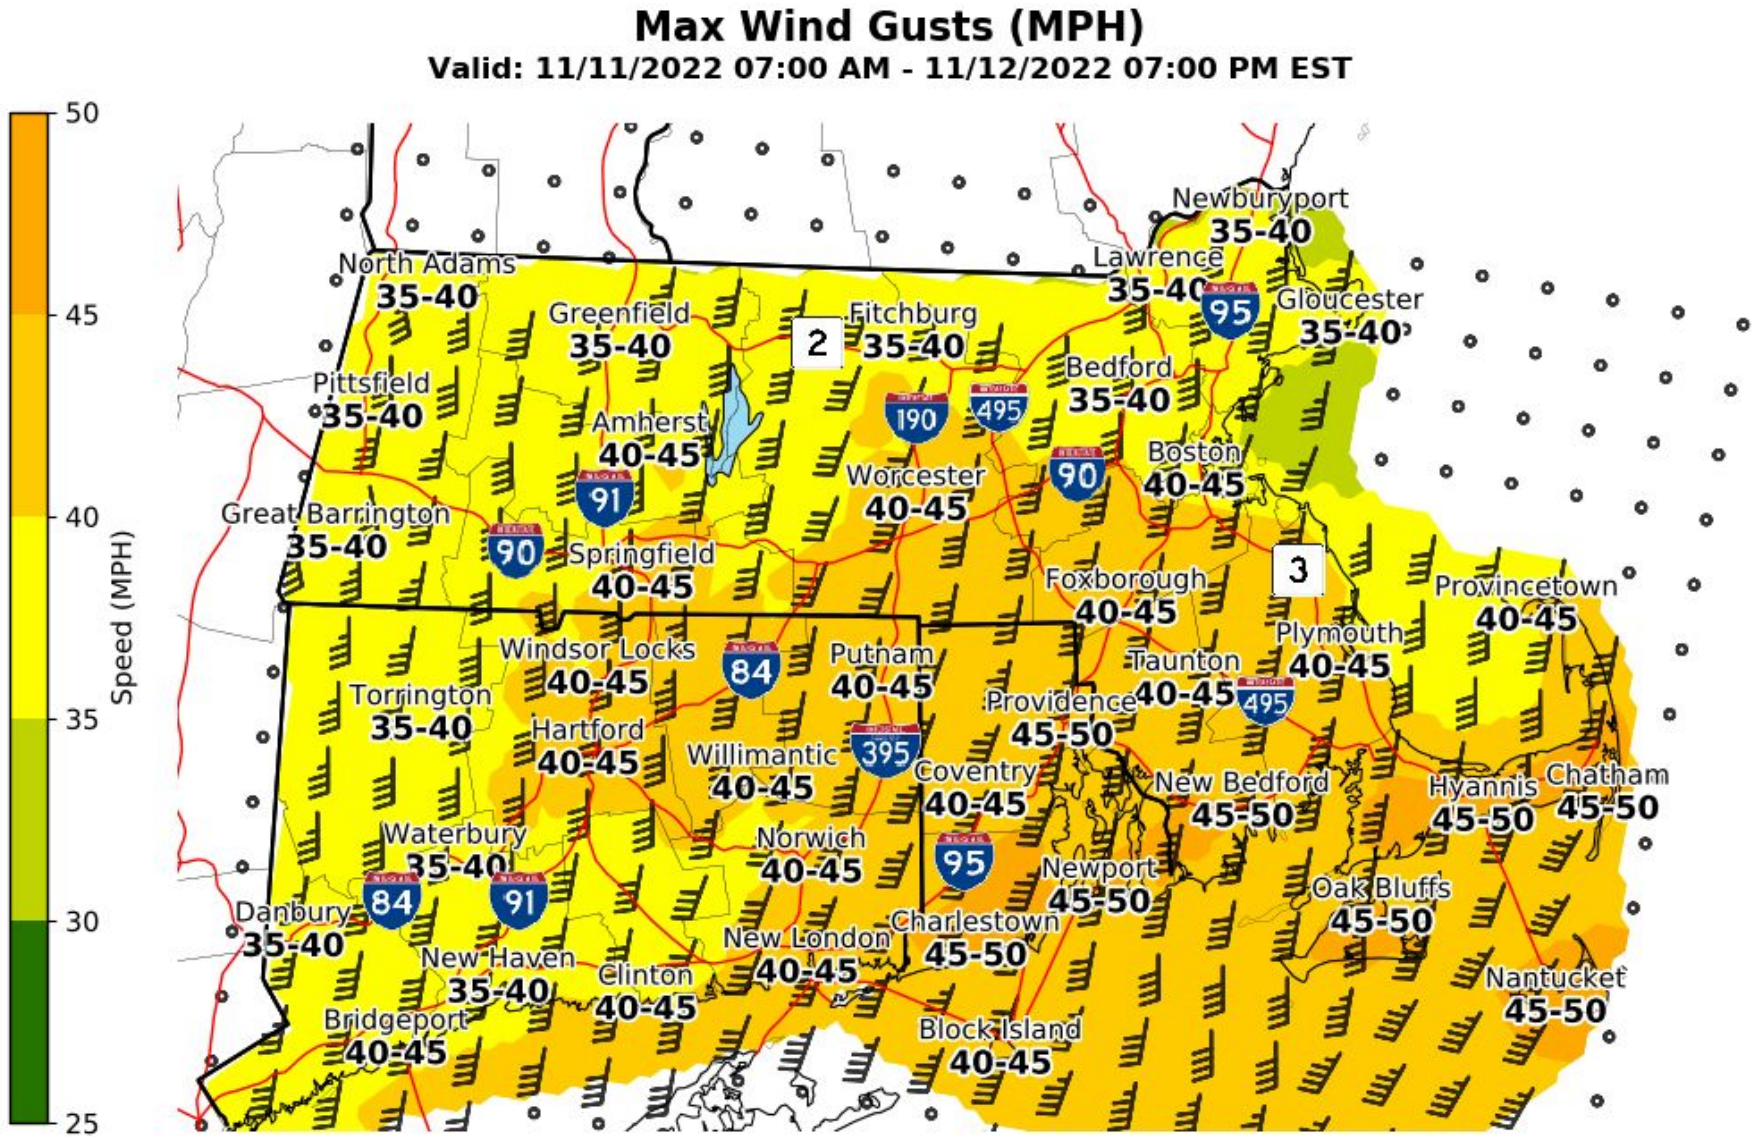 Max Wind Gusts (MPH)
Valid: 11/11/2022 07:00 AM - 11/12/2022 07:00 PM EST
50
45
40
35
30
25
Speed (MPH)
Newburyport
35-40
North Adams
35-40
Lawrence
35-40
95
Gloucester
35-40
Greenfield
35-40
2
Fitchburg
35-40
Pittsfield
35-40
Bedford
35-40
Amherst
40-45
190
495
Worcester
40-45
90
Boston
40-45
91
Great Barrington
35-40
90
Springfield
40-45
Foxborough
40-45
3
Provincetown
40-45
Windsor Locks
40-45
84
Putnam
40-45
Taunton
40-45
Plymouth
40-45
Torrington
35-40
495
Providence
45-50
Hartford
40-45
Willimantic
40-45
395
Coventry
40-45
New Bedford
45-50
Hyannis
45-50
Chatham
45-50
Waterbury
35-40
Norwich
40-45
95
Newport
45-50
84
91
Oak Bluffs
45-50
Danbury
35-40
New London
40-45
Charlestown
45-50
New Haven
35-40
Clinton
40-45
Nantucket
45-50
Bridgeport
40-45
Block Island
40-45